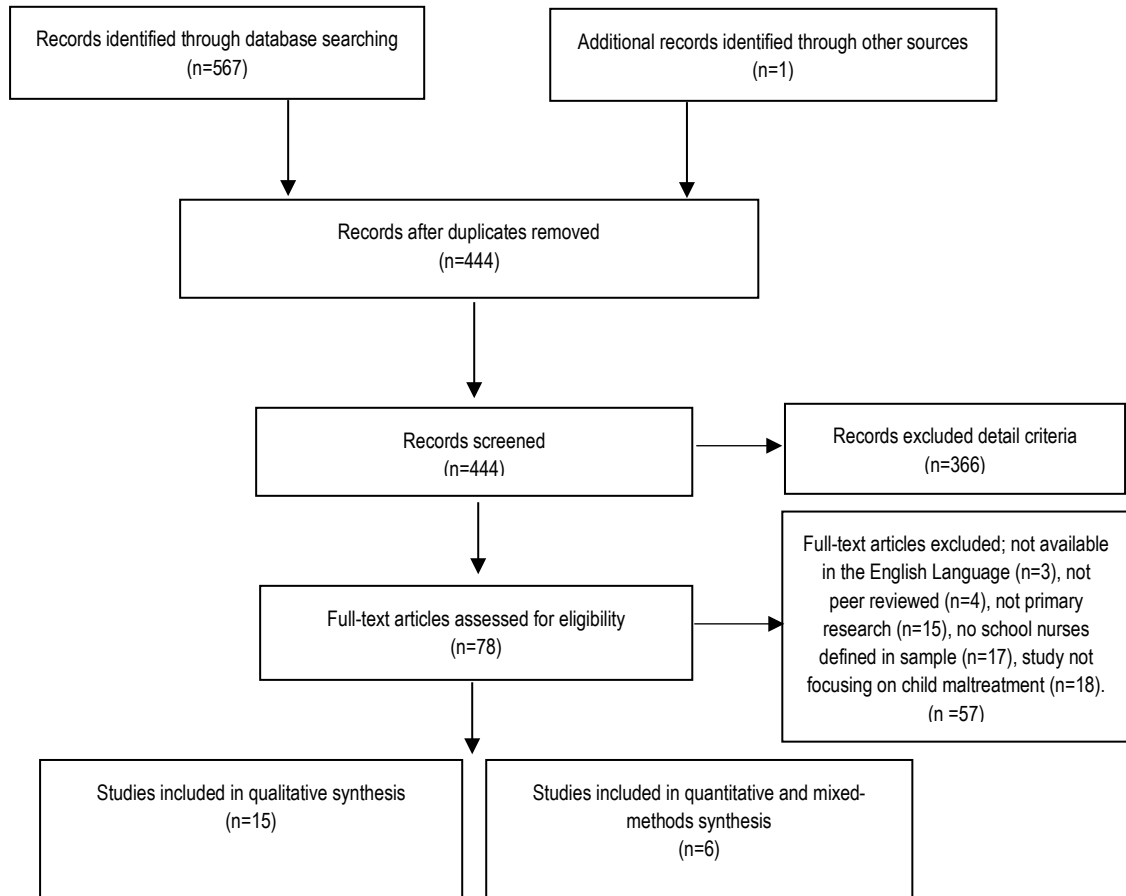 Records identified through database searching
(n=567)
Additional records identified through other sources
(n=1)
Records after duplicates removed
(n=444)
Records screened
(n=444)
Records excluded detail criteria
(n=366)
Full-text articles assessed for eligibility
(n=78)
Full-text articles excluded; not available
in the English Language (n=3), not
peer reviewed (n=4), not primary
research (n=15), no school nurses
defined in sample (n=17), study not
focusing on child maltreatment (n=18).
(n =57)
Studies included in qualitative synthesis
(n=15)
Studies included in quantitative and mixed-
methods synthesis
(n=6)